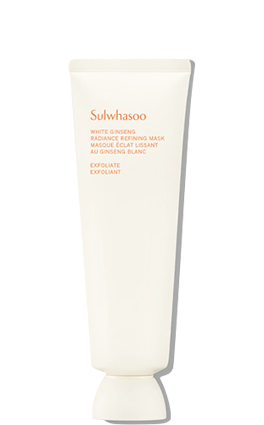 Sulwhasoo
WHITE GINSENG
RADIANCE REFINING MASK
MASQUE ÉCLAT LISSANT
AU GINSENG BLANC
EXFOLIATE
EXFOLIANT